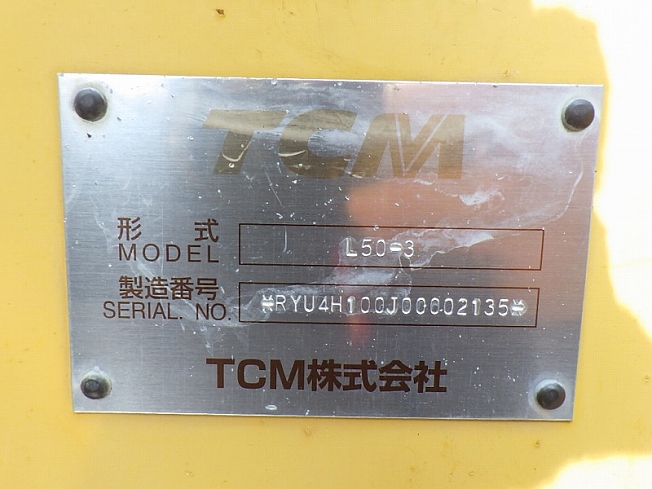 TCM
形式
MODEL L50-3
製造番号
SERIAL. NO. *RYU4H100J00002135*
TCM株式会社